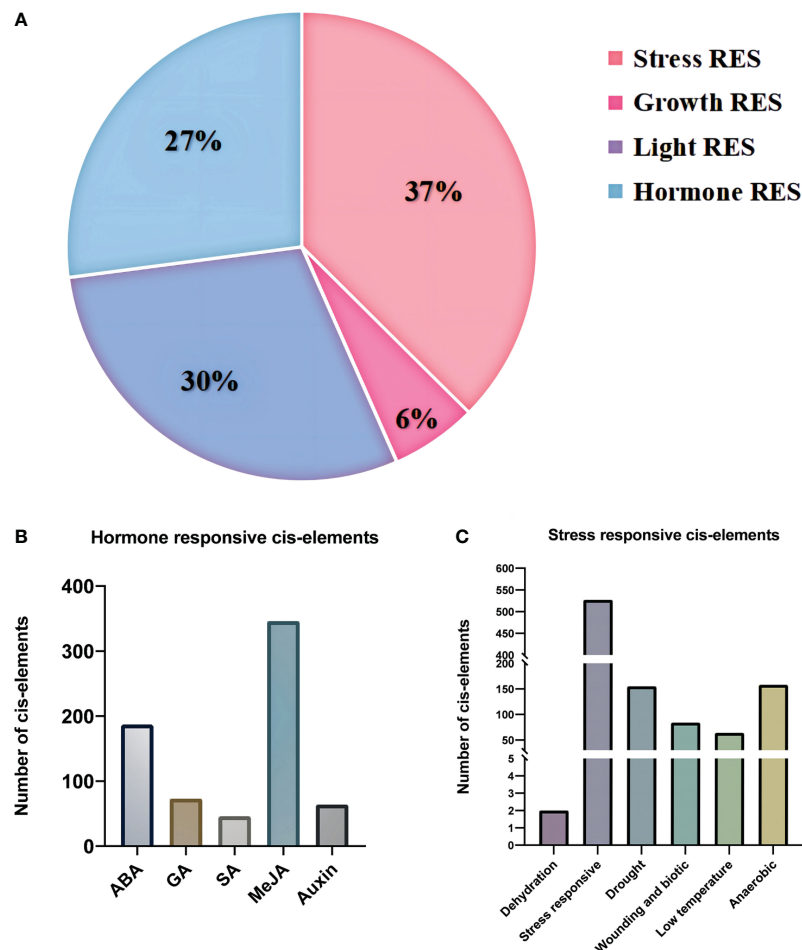 A
Stress RES
Growth RES
Light RES
Hormone RES
27%
37%
30%
6%
B
Hormone responsive cis-elements
Number of cis-elements
400
300
200
100
0
ABA
GA
SA
MeJA
Auxin
C
Stress responsive cis-elements
Number of cis-elements
600
550
500
450
400
200
150
100
50
5
4
3
2
1
0
Dehydration
Stress responsive
Drought
Wounding and biotic
Low temperature
Anaerobic